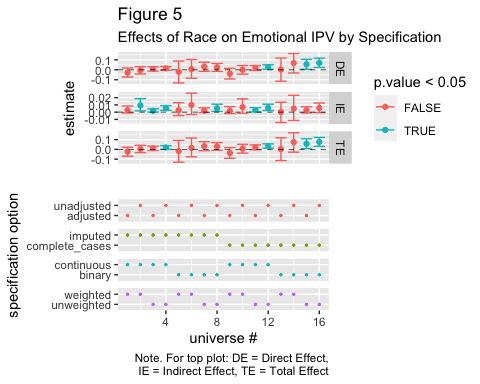 Figure 5
Effects of Race on Emotional IPV by Specification
estimate
0.1
0.0
-0.1
DE
0.02
0.01
0.00
-0.01
IE
0.1
0.0
-0.1
TE
p.value < 0.05
FALSE
TRUE
specification option
unadjusted
adjusted
imputed
complete_cases
continuous
binary
weighted
unweighted
4 8 12 16
universe #
Note. For top plot: DE = Direct Effect,
IE = Indirect Effect, TE = Total Effect